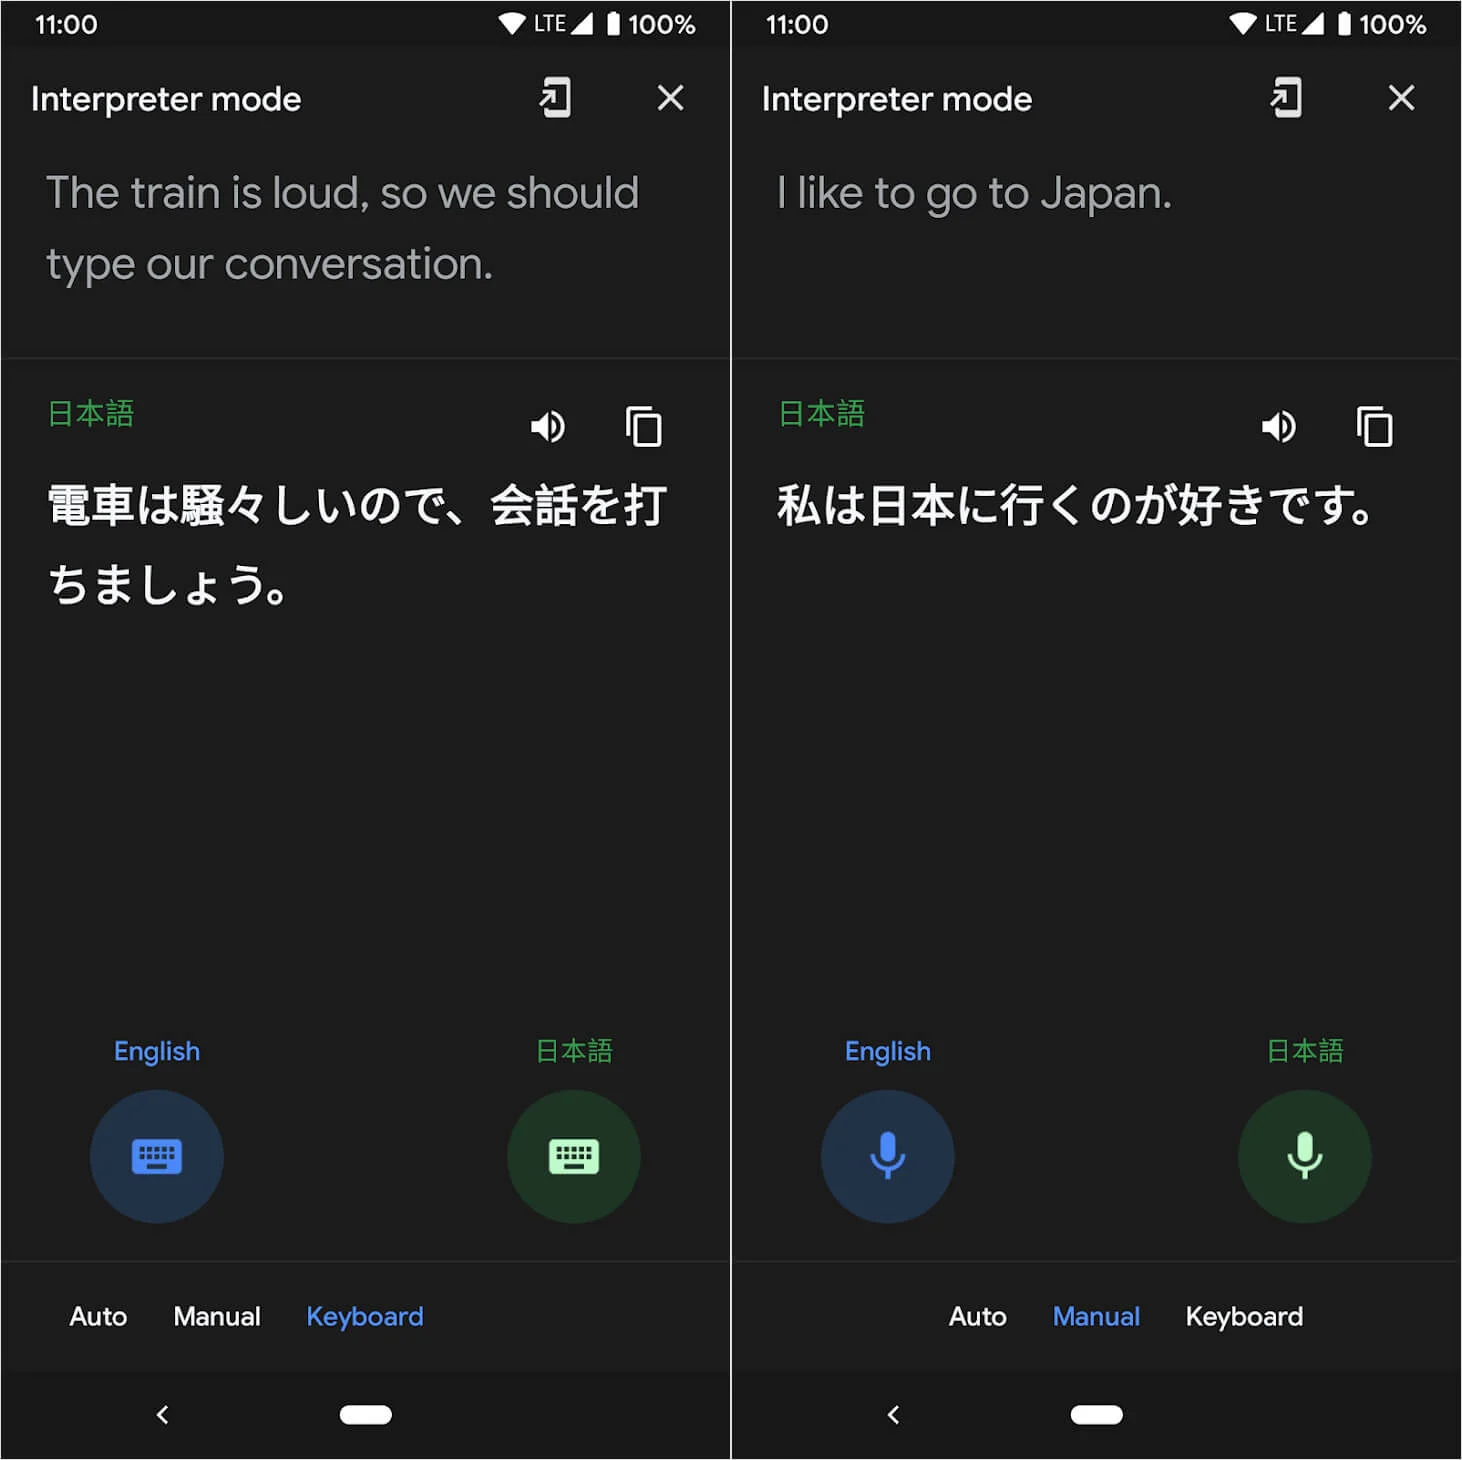 11:00 LTE 100%
Interpreter mode
The train is loud, so we should
type our conversation.
日本語
電車は騒々しいので、会話を打
ちましょう。
English 日本語
Auto Manual Keyboard
11:00 LTE 100%
Interpreter mode
I like to go to Japan.
日本語
私は日本に行くのが好きです。
English 日本語
Auto Manual Keyboard